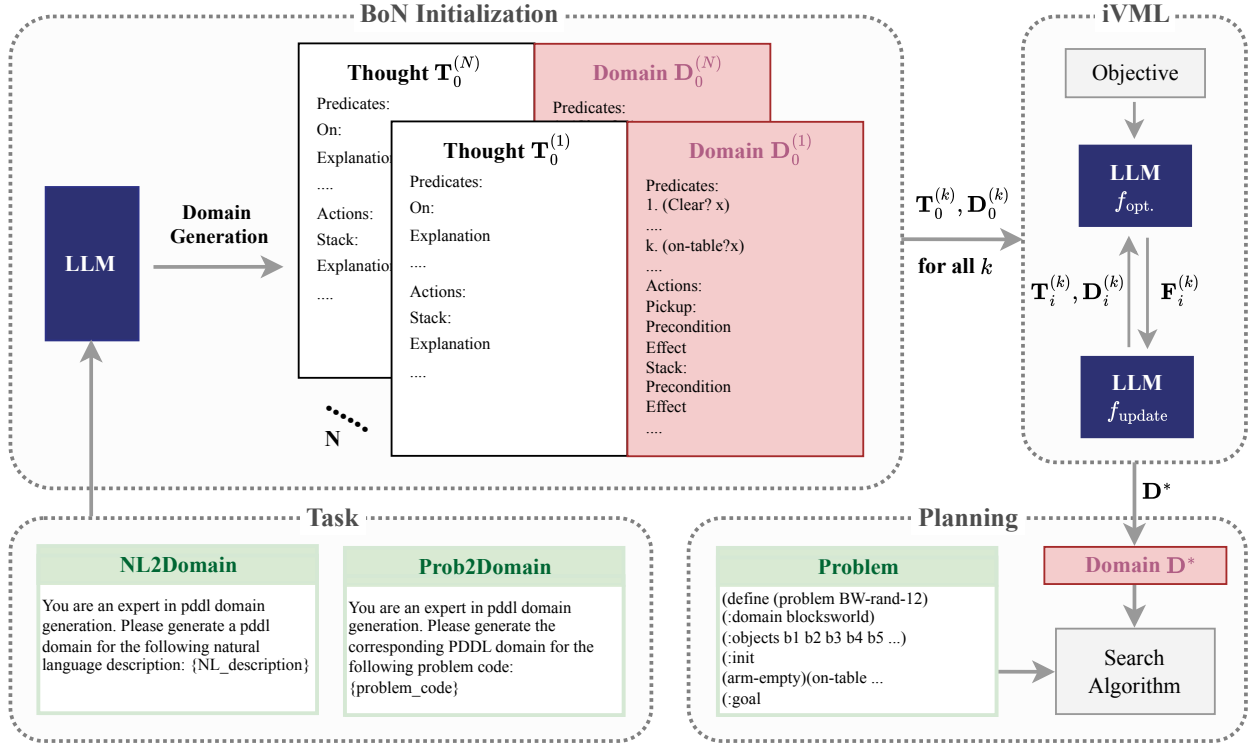 BoN Initialization
Thought T_0^{(N)}
Predicates:
On:
Explanation
....
Actions:
Stack:
Explanation
....
Domain D_0^{(N)}
Predicates:
Thought T_0^{(1)}
Predicates:
On:
Explanation
....
Actions:
Stack:
Explanation
....
Domain D_0^{(1)}
Predicates:
1. (Clear? x)
....
k. (on-table?x)
....
Actions:
Pickup:
Precondition
Effect
Stack:
Precondition
Effect
....
LLM
Domain
Generation
N
T_0^{(k)}, D_0^{(k)}
for all k
iVML
Objective
LLM
f_{opt.}
T_i^{(k)}, D_i^{(k)}
F_i^{(k)}
LLM
f_{update}
D*
Task
NL2Domain
You are an expert in pddl domain
generation. Please generate a pddl
domain for the following natural
language description: {NL_description}
Prob2Domain
You are an expert in pddl domain
generation. Please generate the
corresponding PDDL domain for the
following problem code:
{problem_code}
Planning
Problem
(define (problem BW-rand-12)
(:domain blocksworld)
(:objects b1 b2 b3 b4 b5 ...)
(:init
(arm-empty)(on-table ...
(:goal
Domain D*
Search
Algorithm